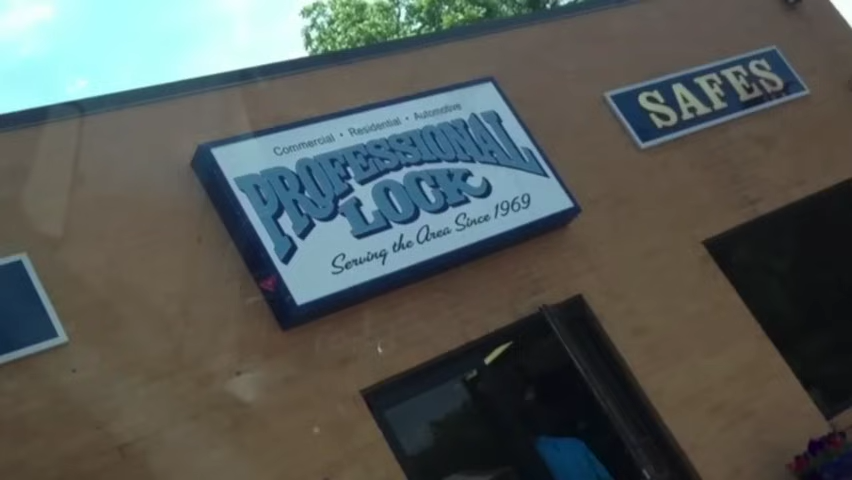 Commercial • Residential • Automotive
PROFESSIONAL
LOCK
Serving the Area Since 1969
SAFES